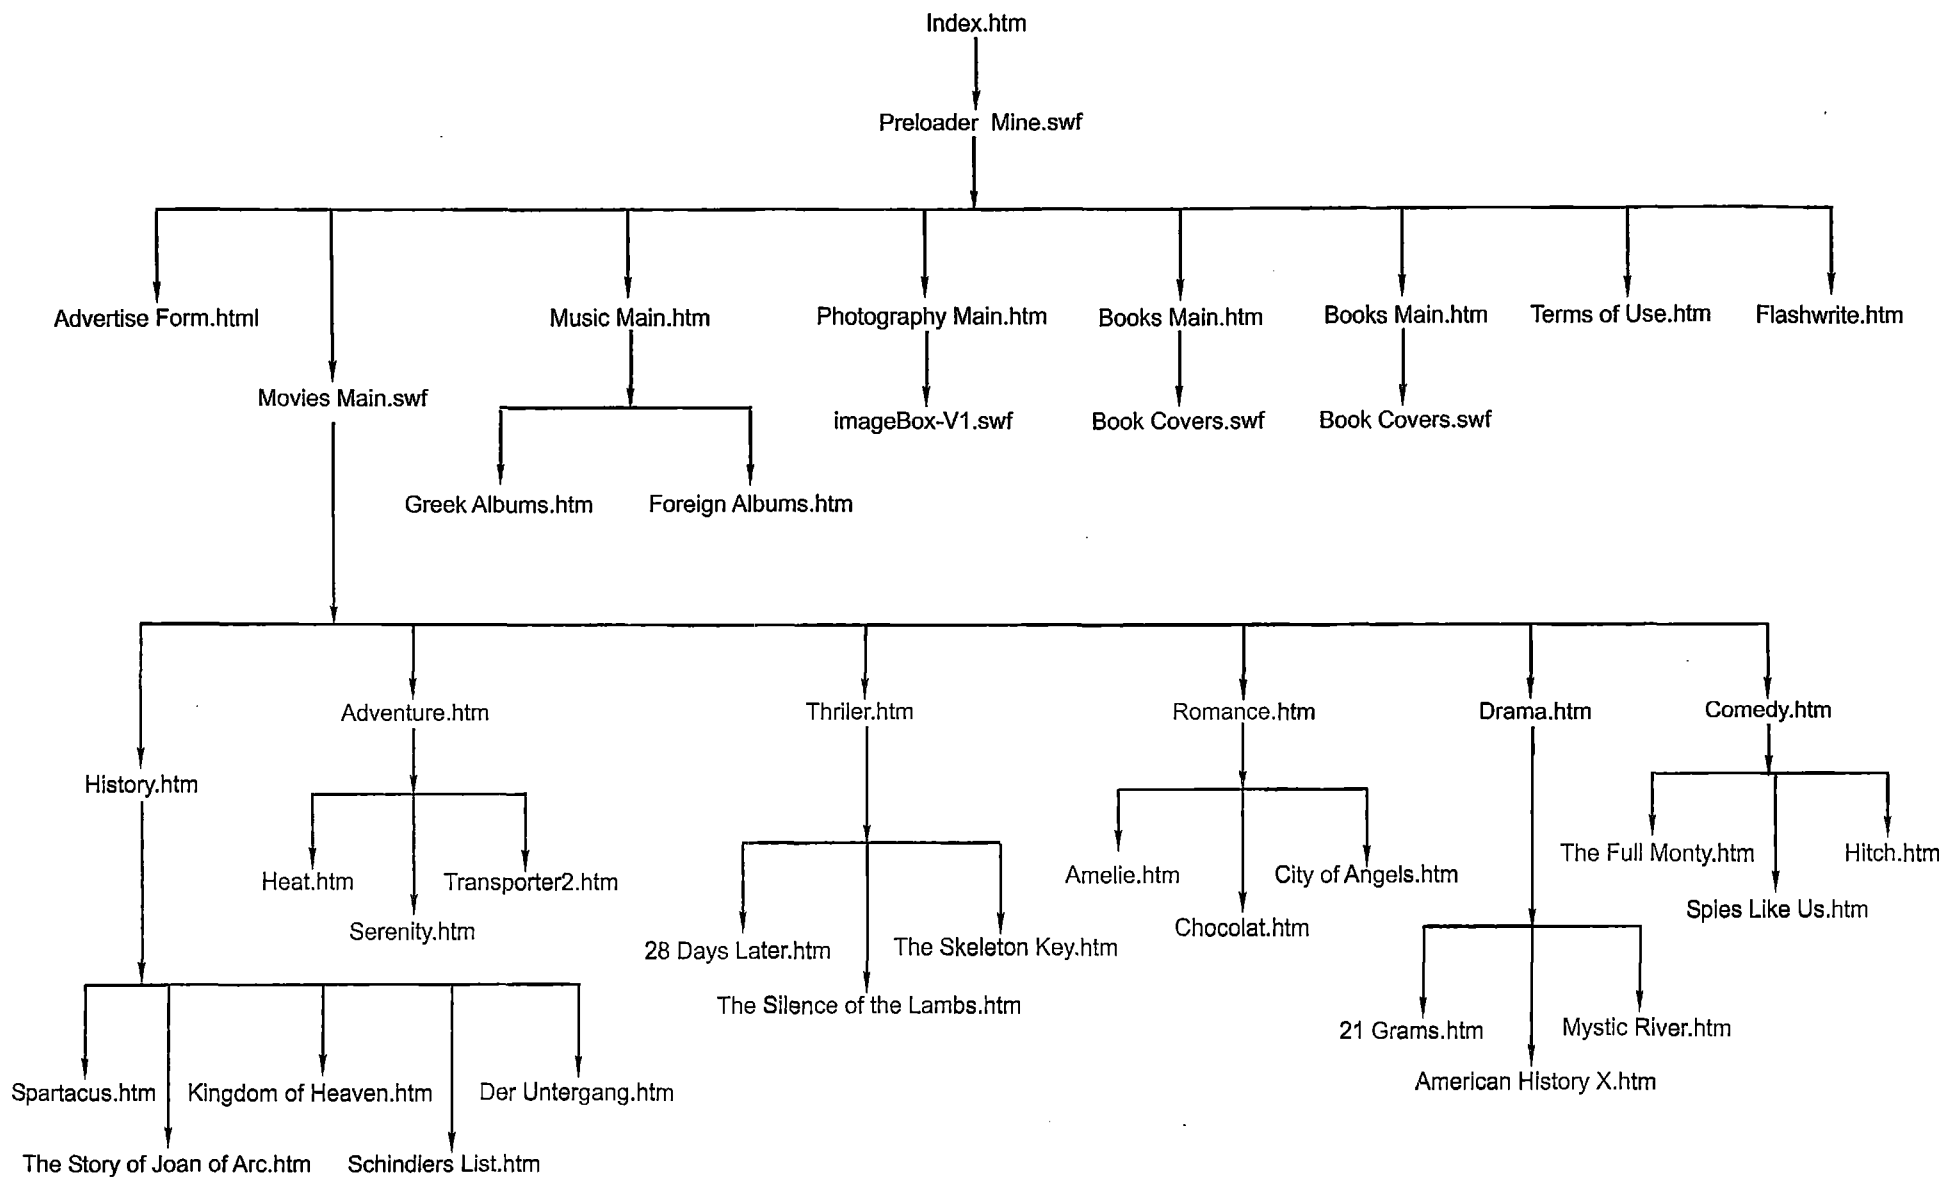 Index.htm
Preloader Mine.swf
Advertise Form.html
Music Main.htm
Photography Main.htm
Books Main.htm
Books Main.htm
Terms of Use.htm
Flashwrite.htm
Movies Main.swf
imageBox-V1.swf
Book Covers.swf
Book Covers.swf
Greek Albums.htm
Foreign Albums.htm
Adventure.htm
Thriler.htm
Romance.htm
Drama.htm
Comedy.htm
History.htm
Heat.htm
Transporter2.htm
Serenity.htm
28 Days Later.htm
The Skeleton Key.htm
The Silence of the Lambs.htm
Amelie.htm
City of Angels.htm
Chocolat.htm
The Full Monty.htm
Hitch.htm
Spies Like Us.htm
21 Grams.htm
Mystic River.htm
American History X.htm
Spartacus.htm
Kingdom of Heaven.htm
Der Untergang.htm
The Story of Joan of Arc.htm
Schindlers List.htm